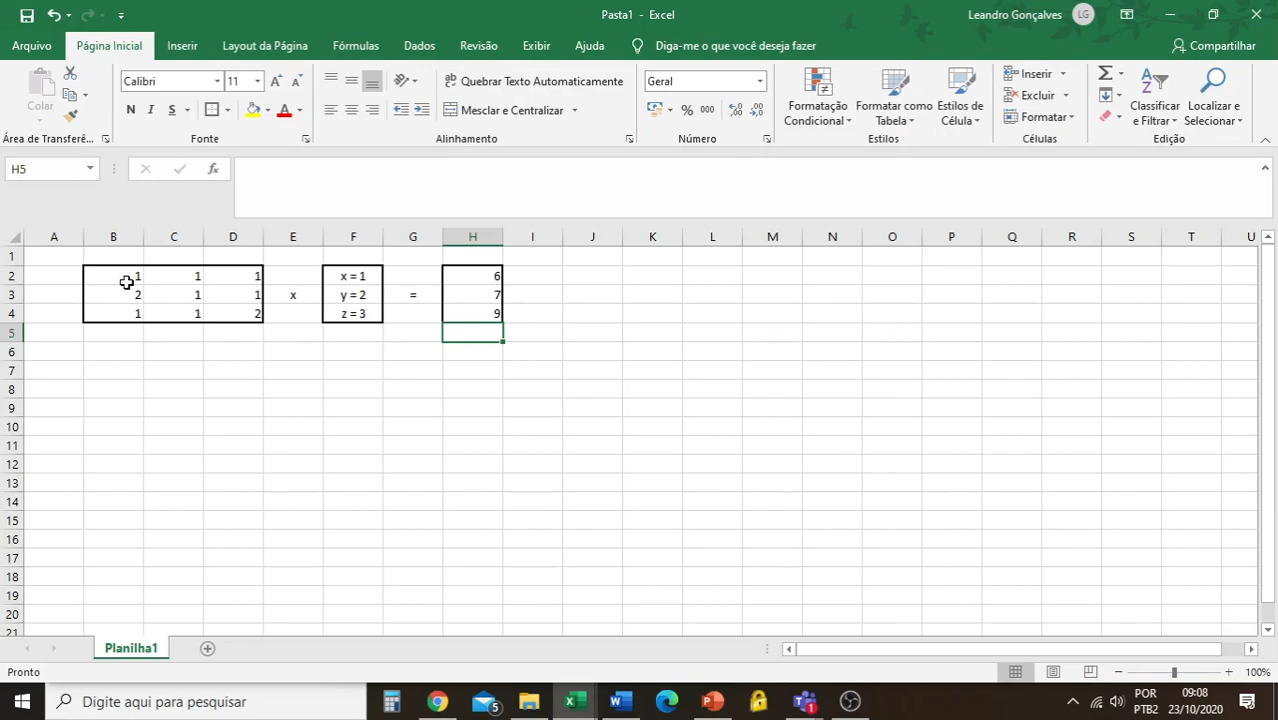 Pasta1 - Excel
Leandro Gonçalves
LG
Arquivo
Página Inicial
Inserir
Layout da Página
Fórmulas
Dados
Revisão
Exibir
Ajuda
Diga-me o que você deseja fazer
Compartilhar
Colar
Calibri
11
N I S
Quebrar Texto Automaticamente
Mesclar e Centralizar
Geral
% 000
Formatação Condicional
Formatar como Tabela
Estilos de Célula
Inserir
Excluir
Formatar
Classificar e Filtrar
Localizar e Selecionar
Área de Transferê...
Fonte
Alinhamento
Número
Estilos
Células
Edição
H5
fx
A B C D E F G H I J K L M N O P Q R S T U
1
2 1 1 1 x = 1 6
3 2 1 1 x y = 2 = 7
4 1 1 2 z = 3 9
5
6
7
8
9
10
11
12
13
14
15
16
17
18
19
20
21
Planilha1
Pronto
100%
Digite aqui para pesquisar
5
1
POR
PTB2
09:08
23/10/2020